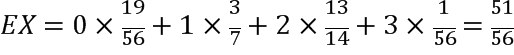 EX = 0 × 19/56 + 1 × 3/7 + 2 × 13/14 + 3 × 1/56 = 51/56